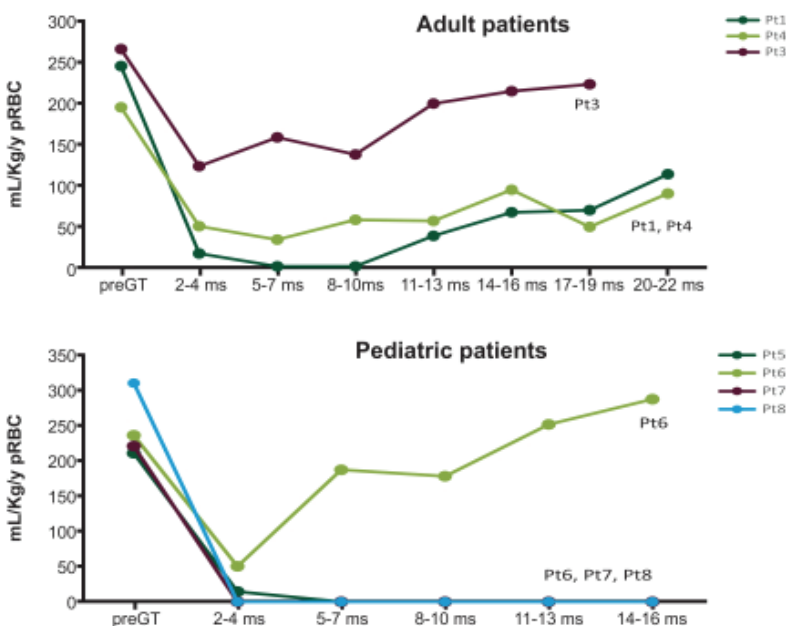 Adult patients
Pt1
Pt4
Pt3
mL/Kg/y pRBC
300
250
200
150
100
50
0
Pt3
Pt1, Pt4
preGT 2-4 ms 5-7 ms 8-10ms 11-13 ms 14-16 ms 17-19 ms 20-22 ms
Pediatric patients
Pt5
Pt6
Pt7
Pt8
mL/Kg/y pRBC
350
300
250
200
150
100
50
0
Pt6
Pt6, Pt7, Pt8
preGT 2-4 ms 5-7 ms 8-10 ms 11-13 ms 14-16 ms